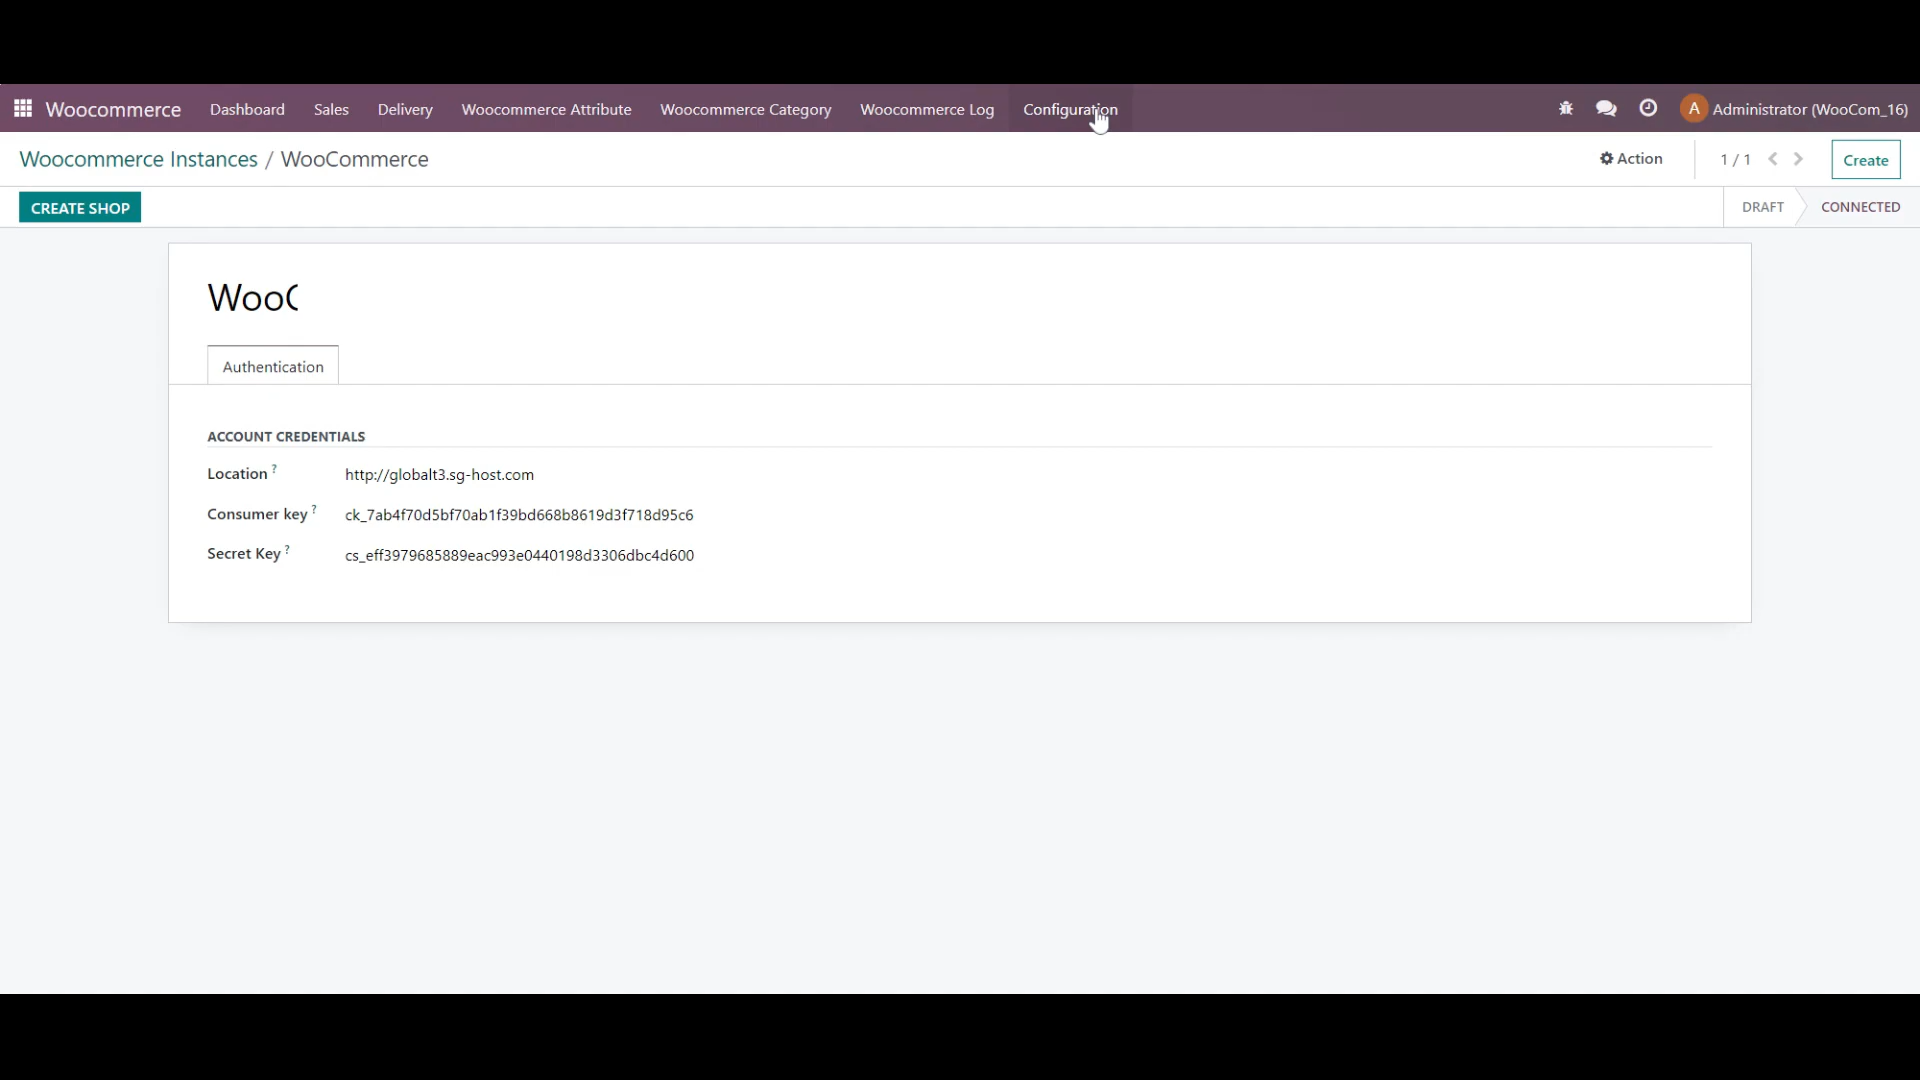 Woocommerce Dashboard Sales Delivery Woocommerce Attribute Woocommerce Category Woocommerce Log Configuration A Administrator (WooCom_16)
Woocommerce Instances / WooCommerce Action 1 / 1 Create
CREATE SHOP DRAFT CONNECTED
WooC
Authentication
ACCOUNT CREDENTIALS
Location ? http://globalt3.sg-host.com
Consumer key ? ck_7ab4f70d5bf70ab1f39bd668b8619d3f718d95c6
Secret Key ? cs_eff3979685889eac993e0440198d3306dbc4d600